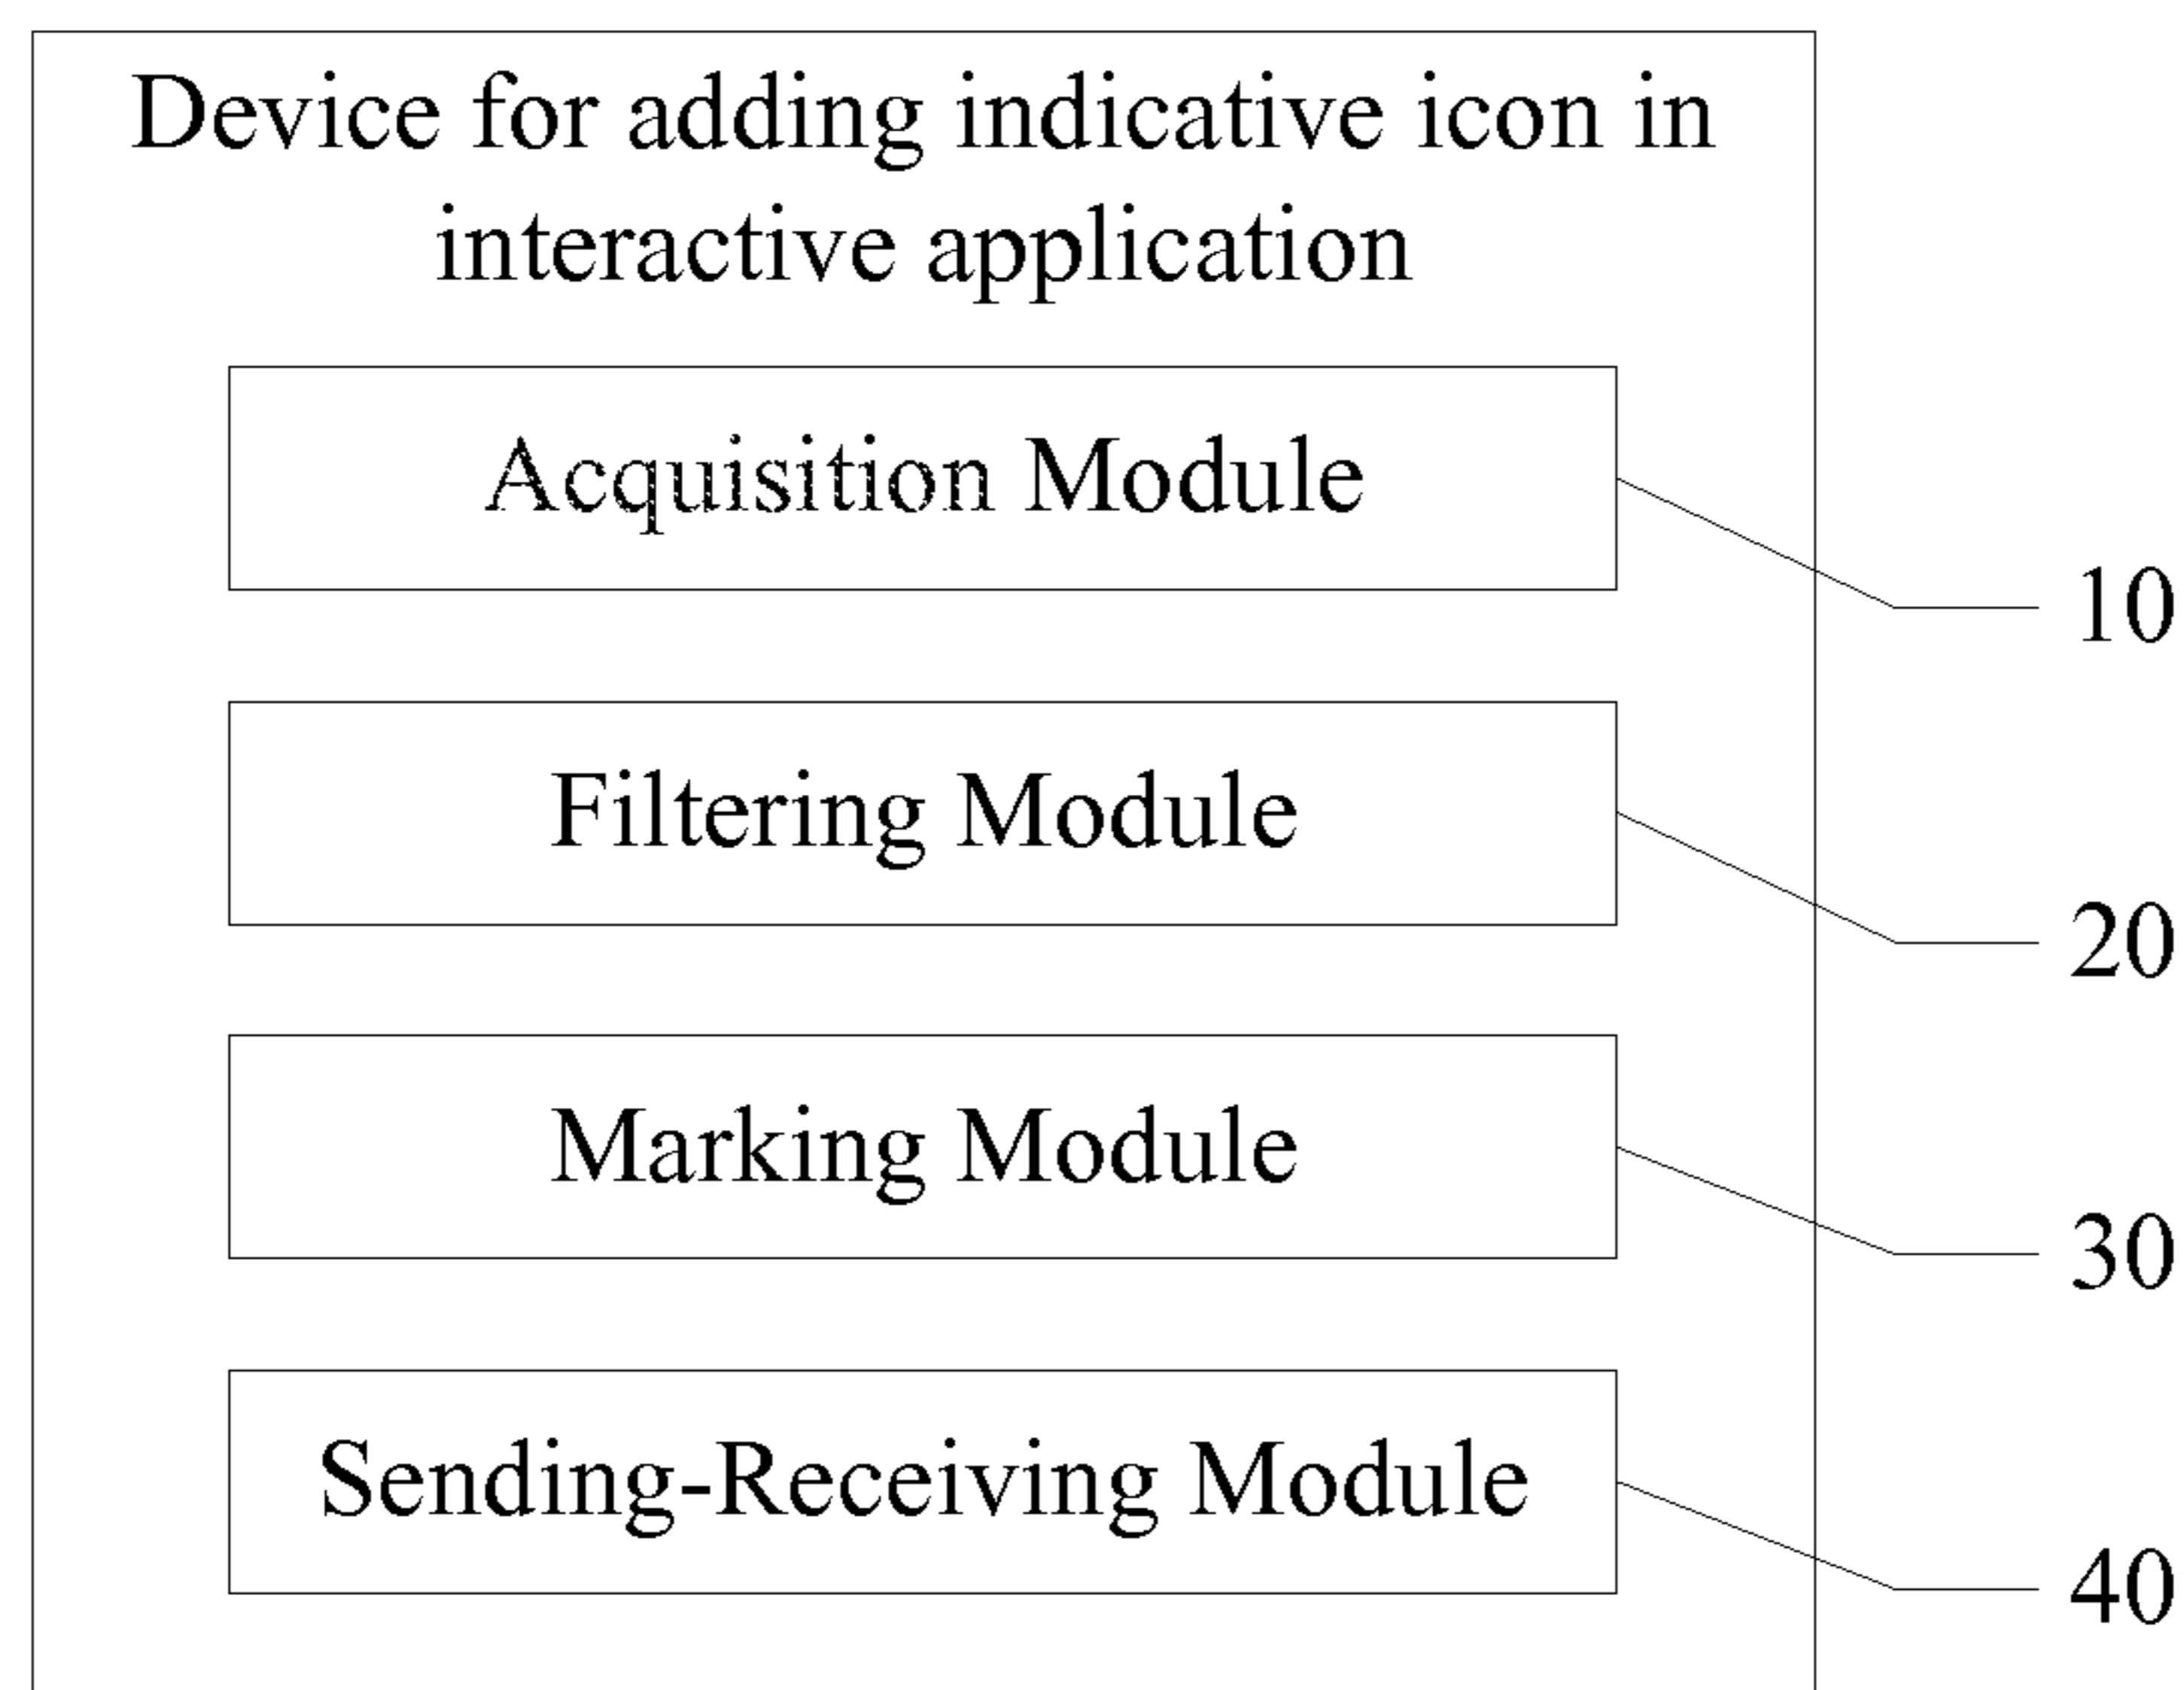 Device for adding indicative icon in
interactive application
Acquisition Module
10
Filtering Module
20
Marking Module
30
Sending-Receiving Module
40